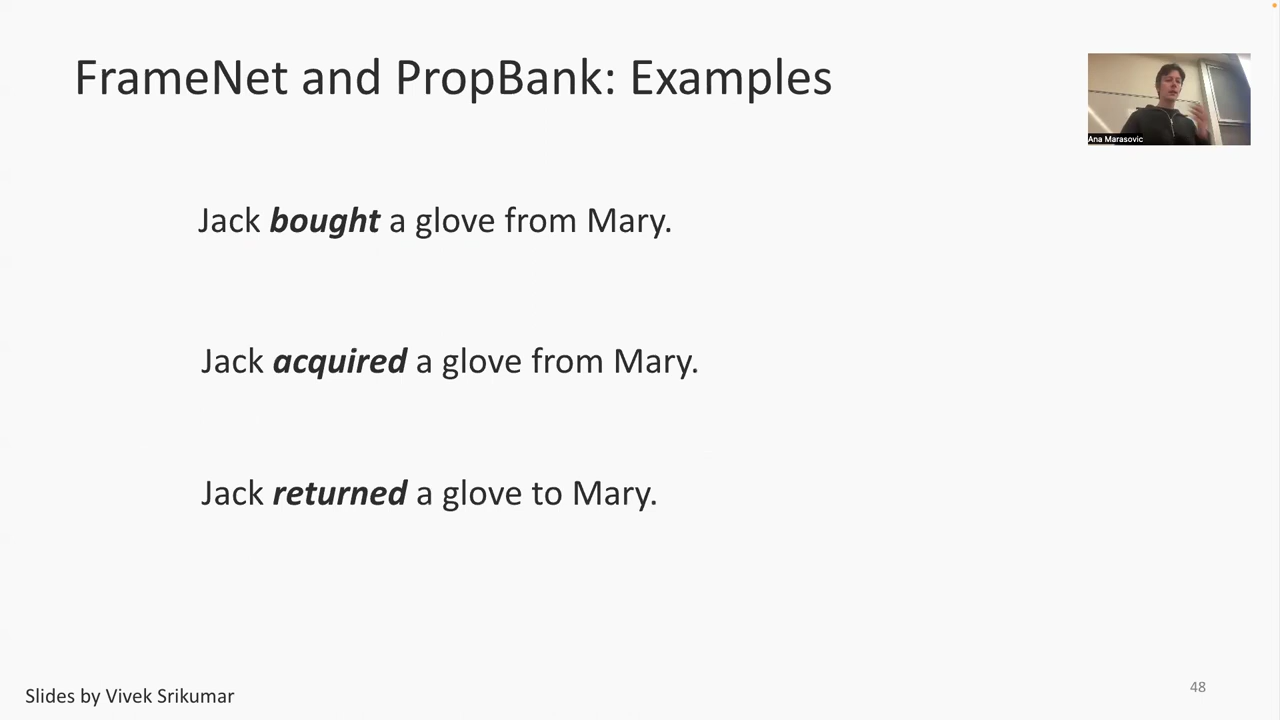 FrameNet and PropBank: Examples
Ana Marasovic
Jack bought a glove from Mary.
Jack acquired a glove from Mary.
Jack returned a glove to Mary.
Slides by Vivek Srikumar
48